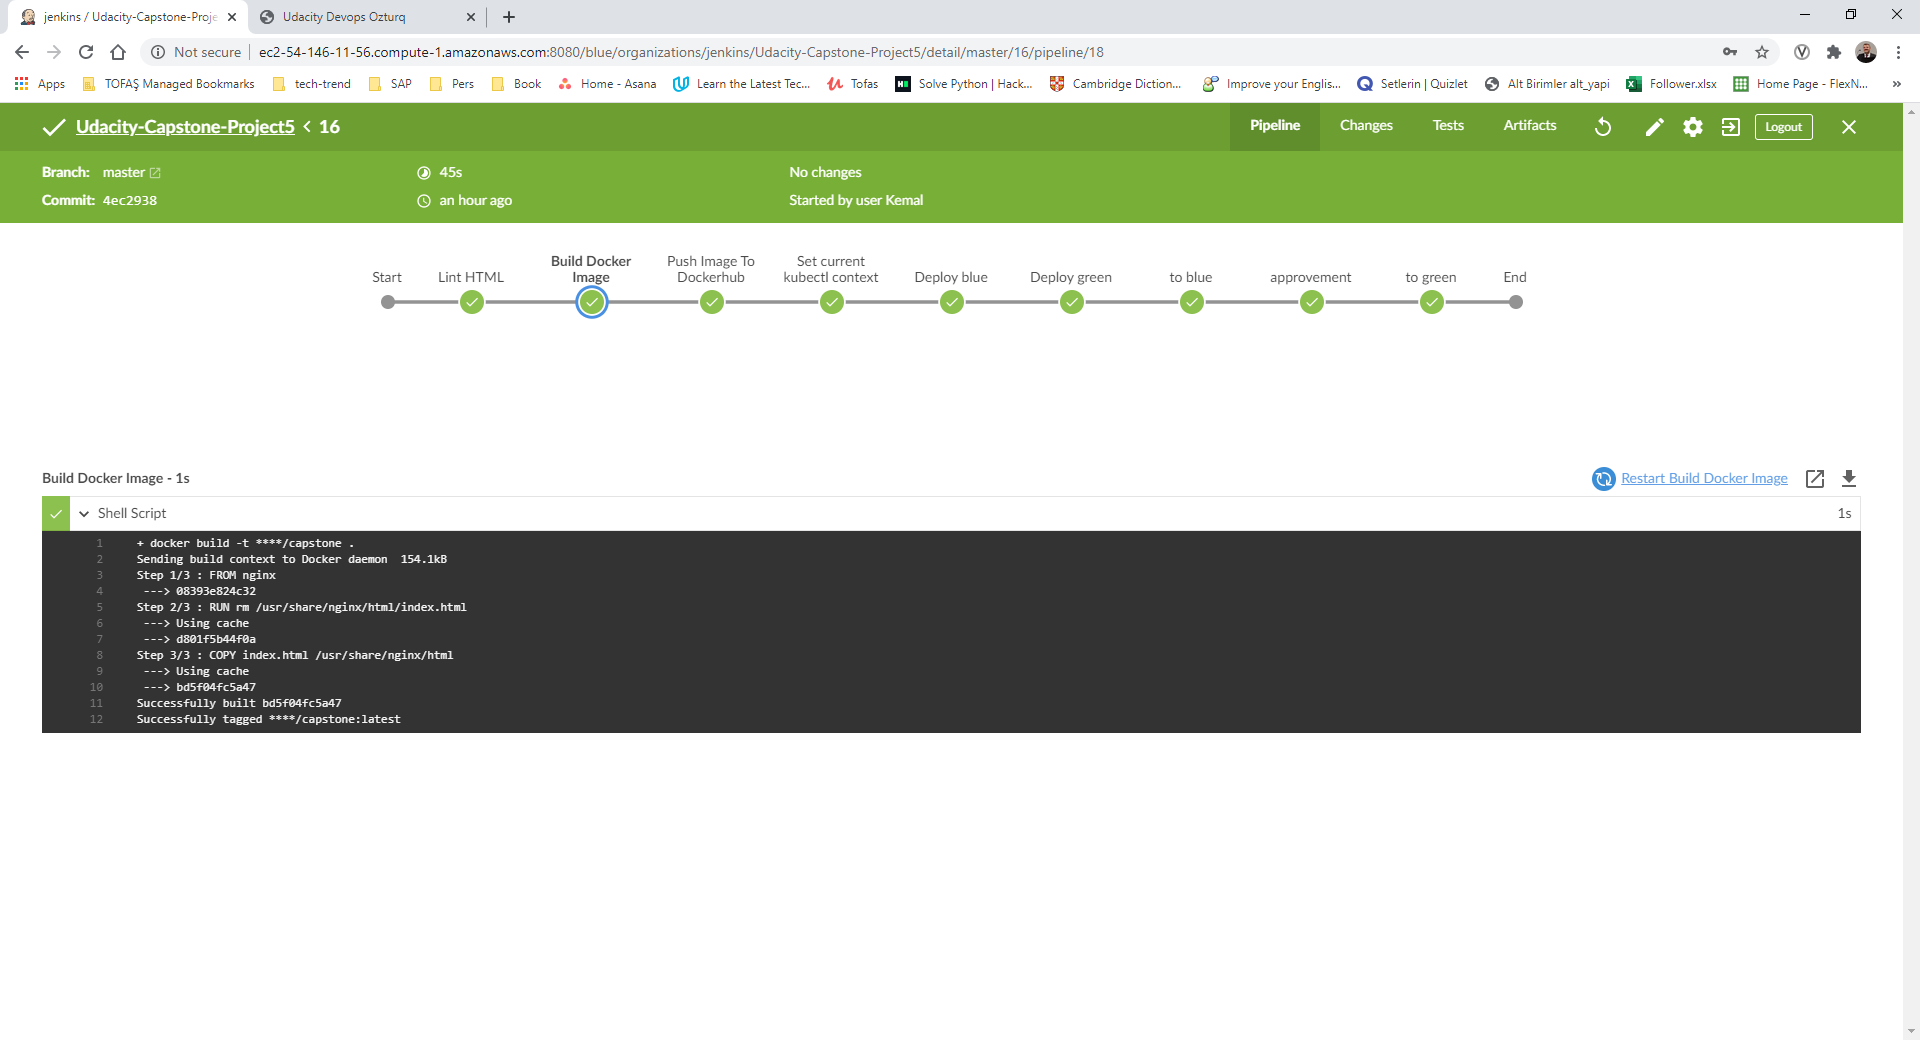 jenkins / Udacity-Capstone-Proje
Udacity Devops Ozturq
Not secure
ec2-54-146-11-56.compute-1.amazonaws.com:8080/blue/organizations/jenkins/Udacity-Capstone-Project5/detail/master/16/pipeline/18
Apps
TOFAŞ Managed Bookmarks
tech-trend
SAP
Pers
Book
Home - Asana
Learn the Latest Tec...
Tofas
Solve Python | Hack...
Cambridge Diction...
Improve your Englis...
Setlerin | Quizlet
Alt Birimler alt_yapi
Follower.xlsx
Home Page - FlexN...
»
Udacity-Capstone-Project5 < 16
Pipeline
Changes
Tests
Artifacts
Logout
Branch: master
45s
No changes
Commit: 4ec2938
an hour ago
Started by user Kemal
Start
Lint HTML
Build Docker
Image
Push Image To
Dockerhub
Set current
kubectl context
Deploy blue
Deploy green
to blue
approvement
to green
End
Build Docker Image - 1s
Restart Build Docker Image
Shell Script
1s
1 + docker build -t ****/capstone .
2 Sending build context to Docker daemon  154.1kB
3 Step 1/3 : FROM nginx
4  ---> 08393e824c32
5 Step 2/3 : RUN rm /usr/share/nginx/html/index.html
6  ---> Using cache
7  ---> d801f5b44f0a
8 Step 3/3 : COPY index.html /usr/share/nginx/html
9  ---> Using cache
10  ---> bd5f04fc5a47
11 Successfully built bd5f04fc5a47
12 Successfully tagged ****/capstone:latest